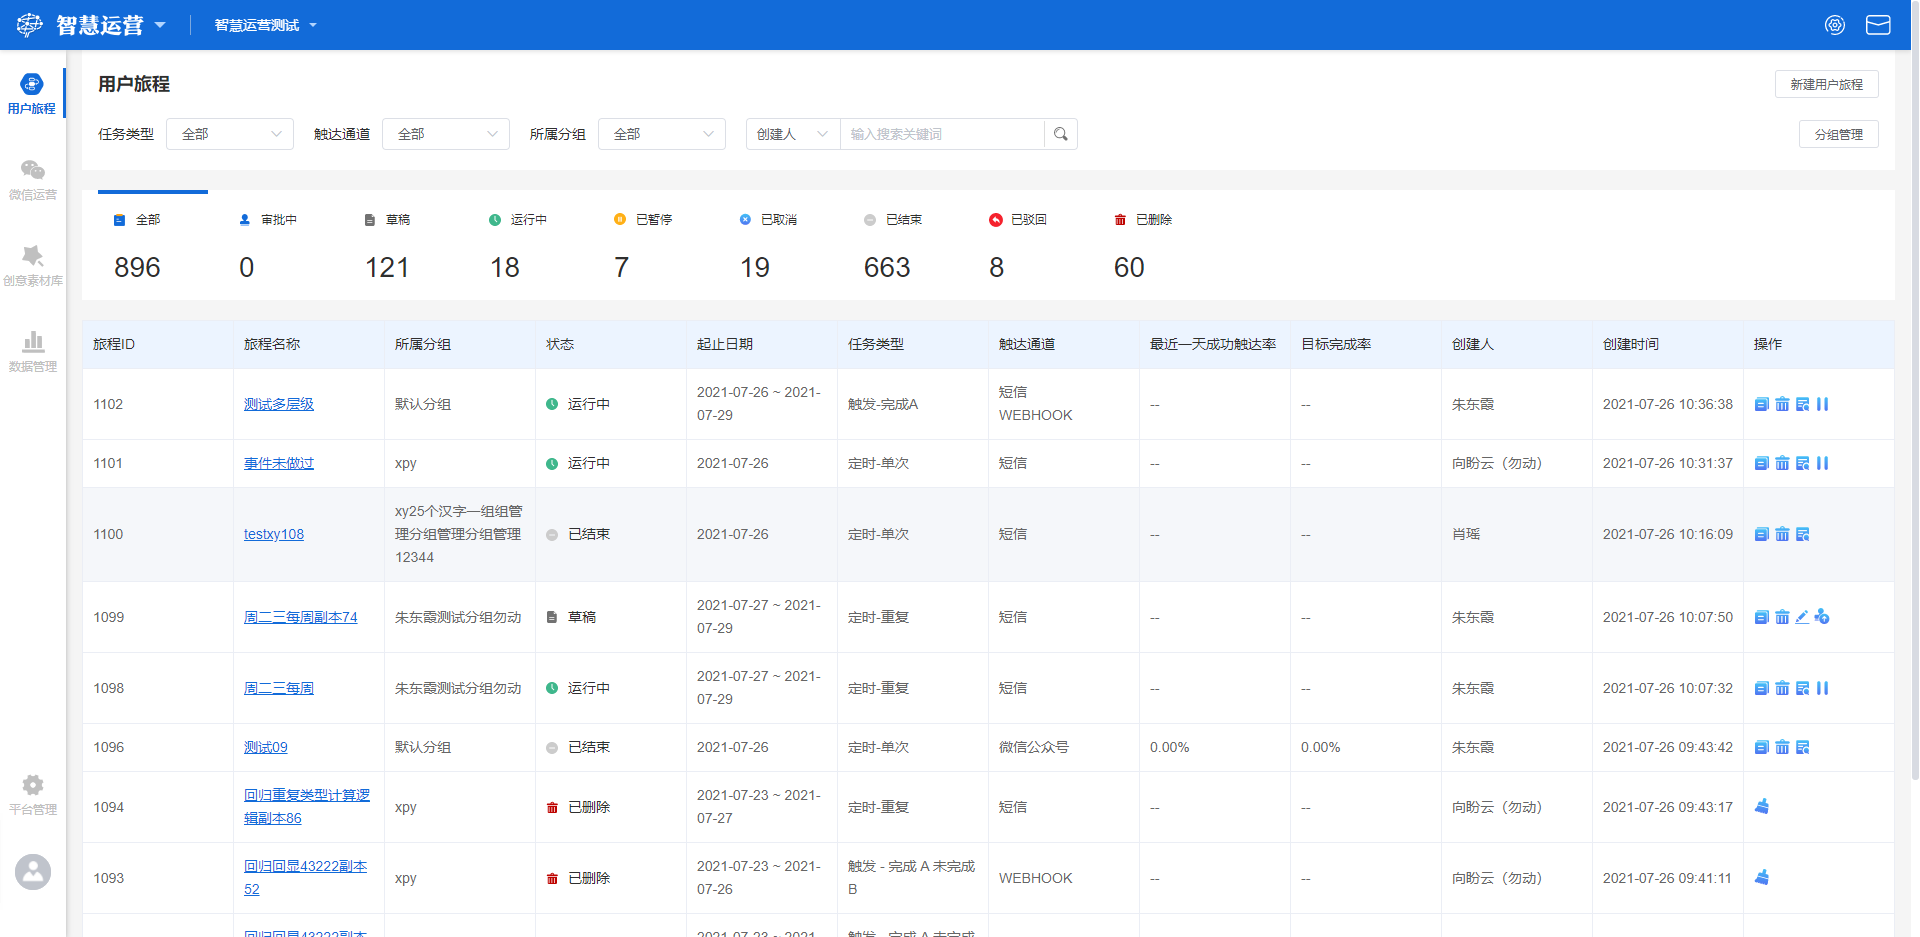 智慧运营
智慧运营测试
用户旅程
微信运营
创意素材库
数据管理
平台管理
用户旅程
新建用户旅程
任务类型 全部 触达通道 全部 所属分组 全部 创建人 输入搜索关键词
分组管理
全部 审批中 草稿 运行中 已暂停 已取消 已结束 已驳回 已删除
896 0 121 18 7 19 663 8 60
旅程ID 旅程名称 所属分组 状态 起止日期 任务类型 触达通道 最近一天成功触达率 目标完成率 创建人 创建时间 操作
1102 测试多层级 默认分组 运行中 2021-07-26 ~ 2021-
07-29 触发-完成A 短信
WEBHOOK -- -- 朱东霞 2021-07-26 10:36:38
1101 事件未做过 xpy 运行中 2021-07-26 定时-单次 短信 -- -- 向盼云（勿动） 2021-07-26 10:31:37
1100 testxy108 xy25个汉字一组组管
理分组管理分组管理
12344 已结束 2021-07-26 定时-单次 短信 -- -- 肖瑶 2021-07-26 10:16:09
1099 周二三每周副本74 朱东霞测试分组勿动 草稿 2021-07-27 ~ 2021-
07-29 定时-重复 短信 -- -- 朱东霞 2021-07-26 10:07:50
1098 周二三每周 朱东霞测试分组勿动 运行中 2021-07-27 ~ 2021-
07-29 定时-重复 短信 -- -- 朱东霞 2021-07-26 10:07:32
1096 测试09 默认分组 已结束 2021-07-26 定时-单次 微信公众号 0.00% 0.00% 朱东霞 2021-07-26 09:43:42
1094 回归重复类型计算逻
辑副本86 xpy 已删除 2021-07-23 ~ 2021-
07-27 定时-重复 短信 -- -- 向盼云（勿动） 2021-07-26 09:43:17
1093 回归回显43222副本
52 xpy 已删除 2021-07-23 ~ 2021-
07-26 触发 - 完成 A 未完成
B WEBHOOK -- -- 向盼云（勿动） 2021-07-26 09:41:11
回归回显43222副本 2021-07-23 ~ 2021- 触发 - 完成 A 未完成